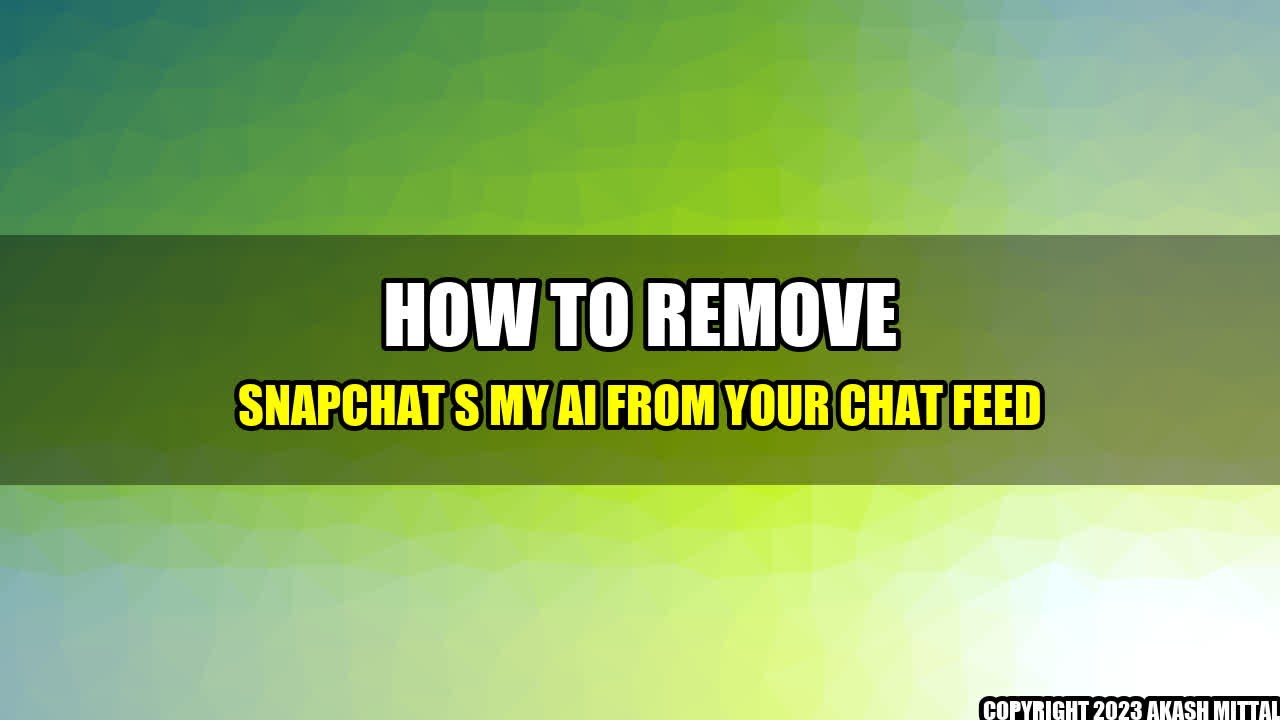 HOW TO REMOVE
SNAPCHAT S MY AI FROM YOUR CHAT FEED
COPYRIGHT 2023 AKASH MITTAL